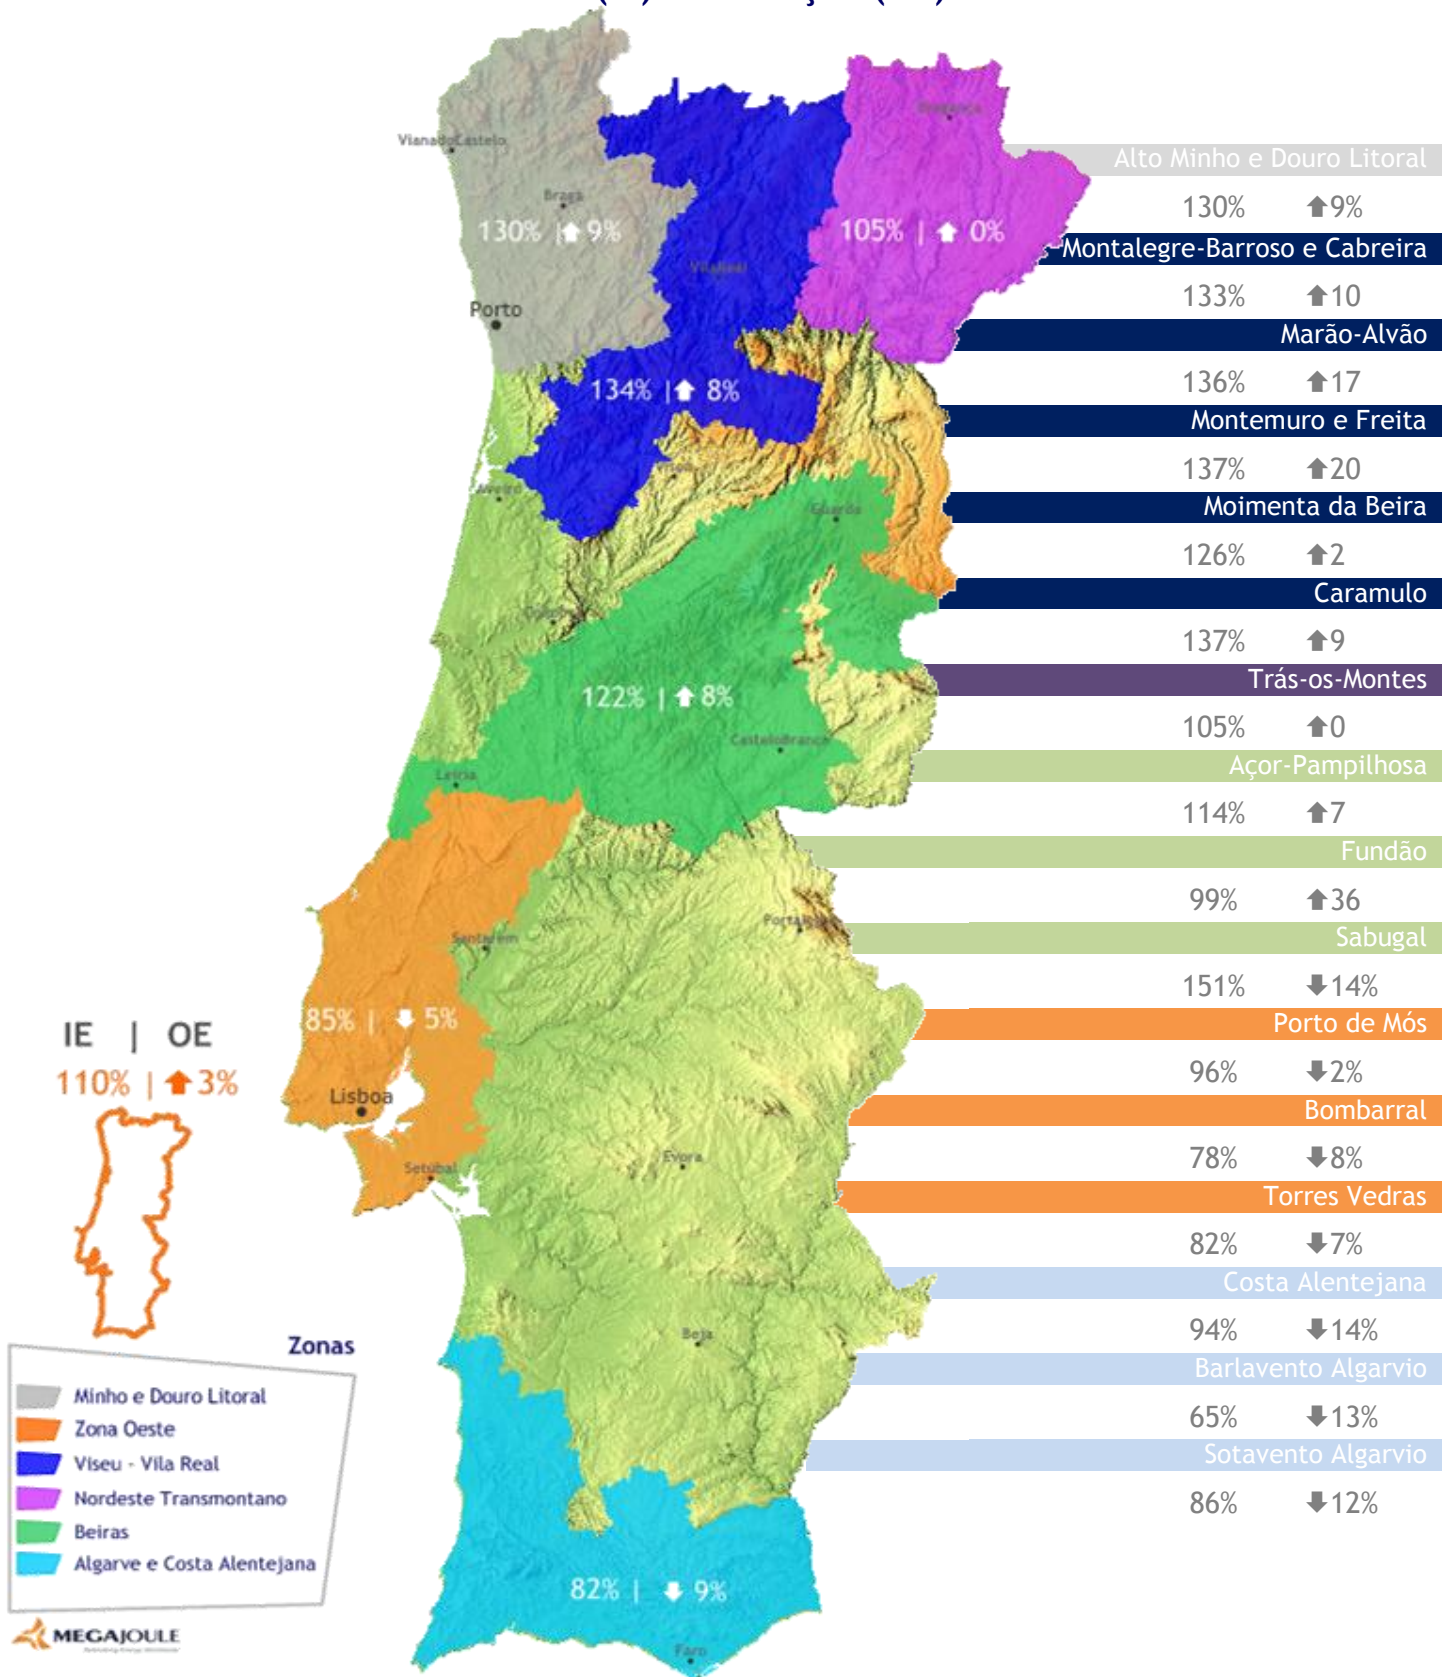 VianadoCastelo
Braga
130% | 9%
Porto
Bragança
105% | 0%
VilaReal
134% | 8%
Aveiro
Guarda
122% | 8%
CasteloBranco
Leiria
Santarém
Portalegre
85% | 5%
Lisboa
Setúbal
Évora
Beja
82% | 9%
Faro
IE | OE
110% | 3%
Zonas
Minho e Douro Litoral
Zona Oeste
Viseu - Vila Real
Nordeste Transmontano
Beiras
Algarve e Costa Alentejana
MEGAJOULE
Alto Minho e Douro Litoral
130% 9%
Montalegre-Barroso e Cabreira
133% 10
Marão-Alvão
136% 17
Montemuro e Freita
137% 20
Moimenta da Beira
126% 2
Caramulo
137% 9
Trás-os-Montes
105% 0
Açor-Pampilhosa
114% 7
Fundão
99% 36
Sabugal
151% 14%
Porto de Mós
96% 2%
Bombarral
78% 8%
Torres Vedras
82% 7%
Costa Alentejana
94% 14%
Barlavento Algarvio
65% 13%
Sotavento Algarvio
86% 12%